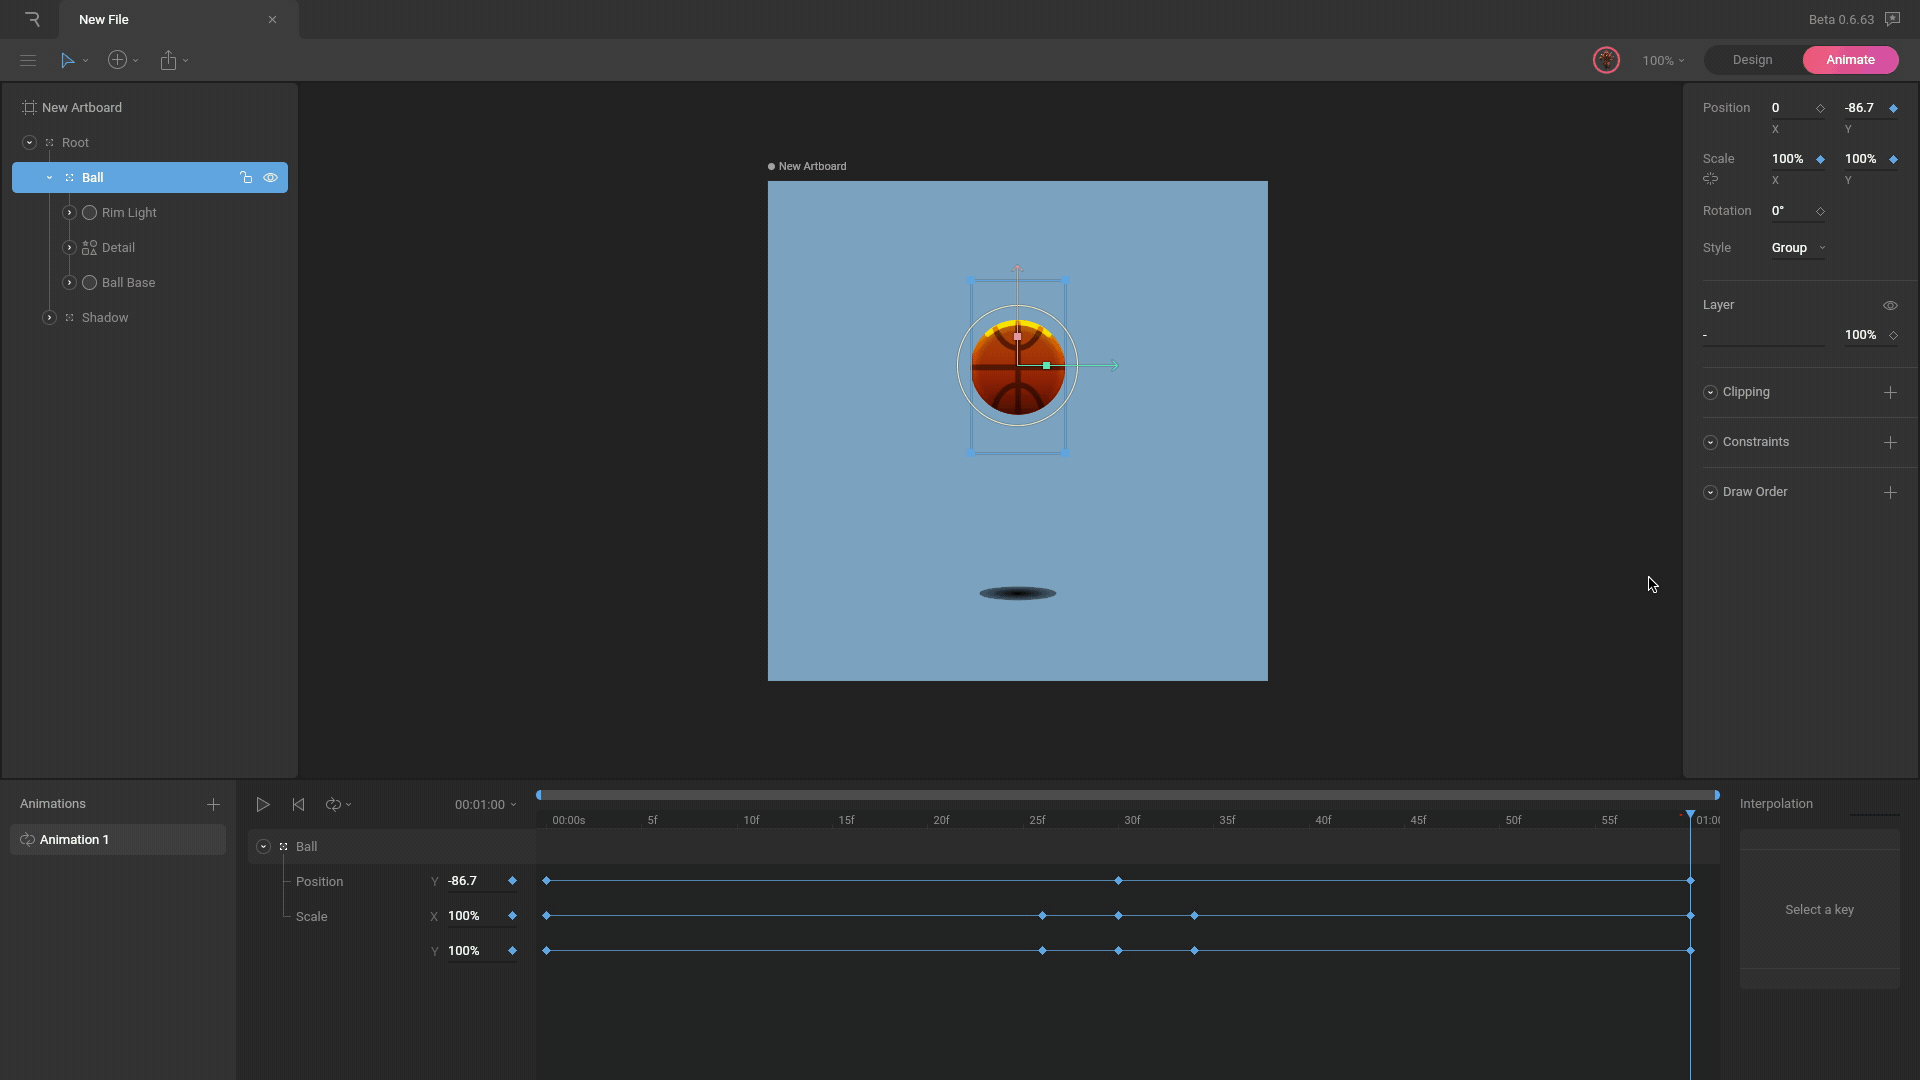 New File
Beta 0.6.63
100%
Design
Animate
New Artboard
Root
Ball
Rim Light
Detail
Ball Base
Shadow
New Artboard
Position 0 -86.7
X Y
Scale 100% 100%
X Y
Rotation 0°
Style Group
Layer
- 100%
Clipping
Constraints
Draw Order
Animations
Animation 1
00:01:00
00:00s 5f 10f 15f 20f 25f 30f 35f 40f 45f 50f 55f 01:00
Ball
Position Y -86.7
Scale X 100%
Y 100%
Interpolation
Select a key